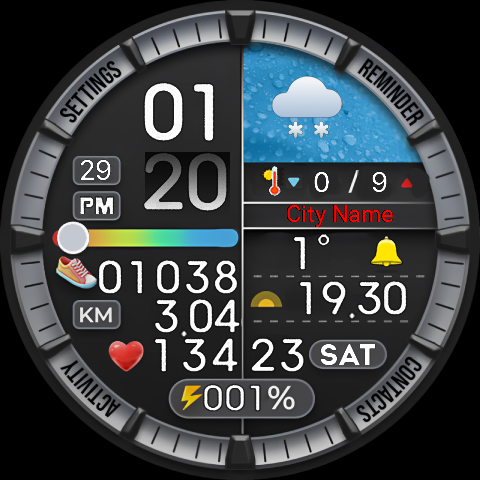 SETTINGS
REMINDER
01
29
20
PM
0 / 9
City Name
1°
01038
19.30
KM
3.04
134
23
SAT
001%
ACTIVITY
CONTACTS